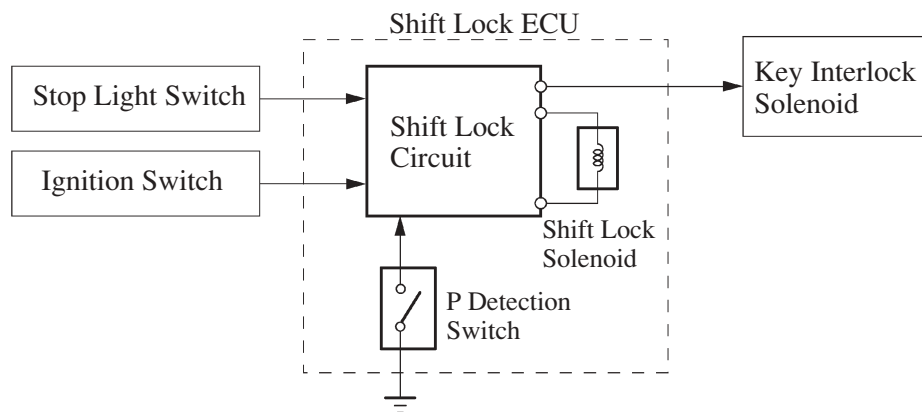 Shift Lock ECU
Stop Light Switch
Ignition Switch
Shift Lock
Circuit
Key Interlock
Solenoid
Shift Lock
Solenoid
P Detection
Switch